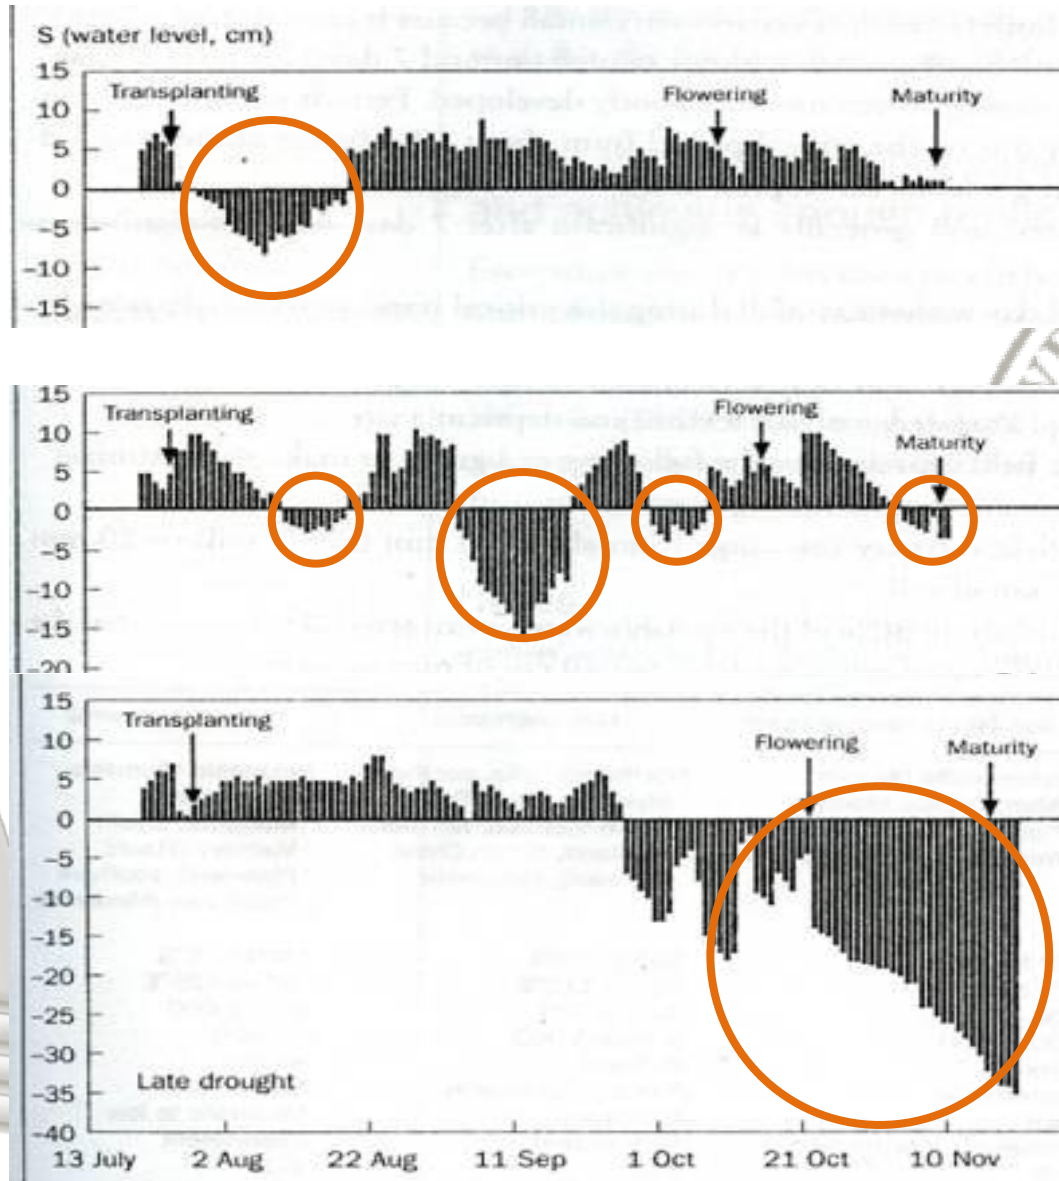 S (water level, cm)
15
Transplanting
Flowering
Maturity
10
5
0
-5
-10
-15
15
Transplanting
Flowering
Maturity
10
5
0
-5
-10
-15
-20
15
Transplanting
Flowering
Maturity
10
5
0
-5
-10
-15
-20
-25
-30
-35
Late drought
-40
13 July 2 Aug 22 Aug 11 Sep 1 Oct 21 Oct 10 Nov